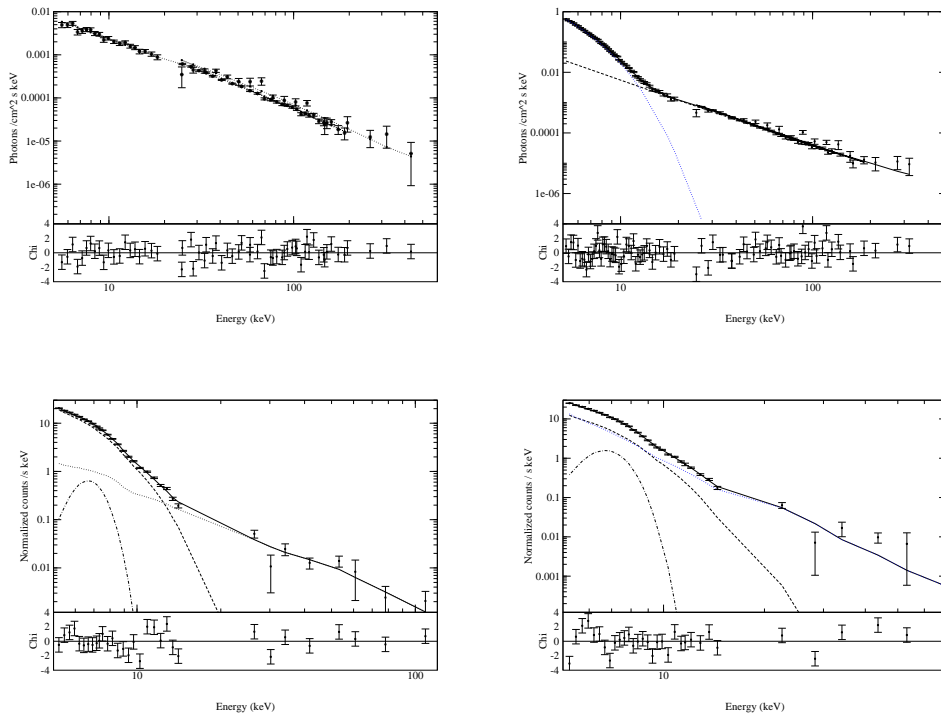 0.01
0.001
0.0001
1e-05
1e-06
Photons /cm^2 s keV
4
2
0
-2
-4
Chi
10
100
Energy (keV)
1
0.01
0.0001
1e-06
Photons /cm^2 s keV
4
2
0
-2
-4
Chi
10
100
Energy (keV)
10
1
0.1
0.01
0.001
Normalized counts /s keV
4
2
0
-2
-4
Chi
10
100
Energy (keV)
10
1
0.1
0.01
0.001
Normalized counts / s keV
4
2
0
-2
-4
Chi
10
Energy (keV)